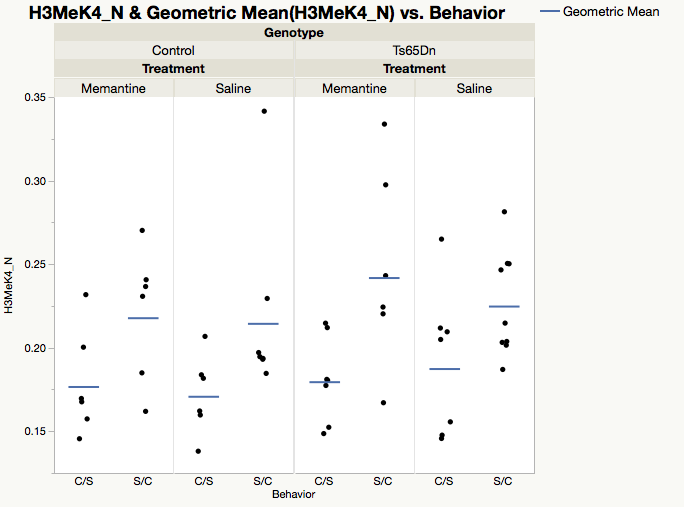 H3MeK4_N & Geometric Mean(H3MeK4_N) vs. Behavior
Geometric Mean
Genotype
Control Ts65Dn
Treatment Treatment
Memantine Saline Memantine Saline
0.35
0.30
0.25
0.20
0.15
H3MeK4_N
C/S S/C C/S S/C C/S S/C C/S S/C
Behavior